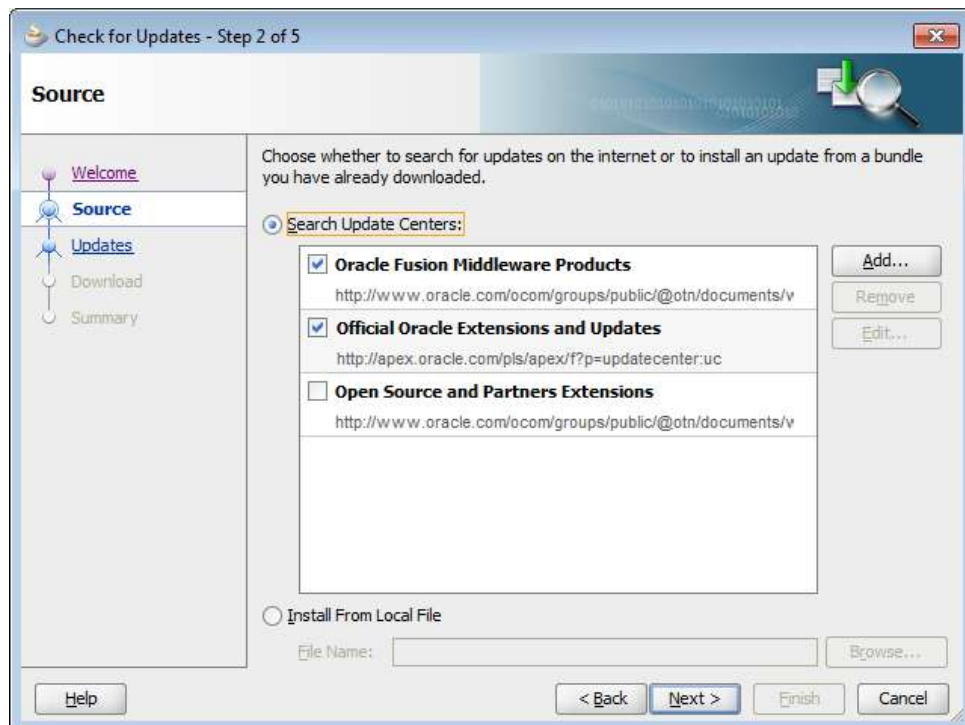 Check for Updates - Step 2 of 5
Source
Welcome
Source
Updates
Download
Summary
Choose whether to search for updates on the internet or to install an update from a bundle
you have already downloaded.
Search Update Centers:
Oracle Fusion Middleware Products
http://www.oracle.com/ocom/groups/public/@otn/documents/w
Official Oracle Extensions and Updates
http://apex.oracle.com/pls/apex/f?p=updatecenter:uc
Open Source and Partners Extensions
http://www.oracle.com/ocom/groups/public/@otn/documents/w
Add...
Remove
Edit...
Install From Local File
File Name:
Browse...
Help
< Back
Next >
Finish
Cancel